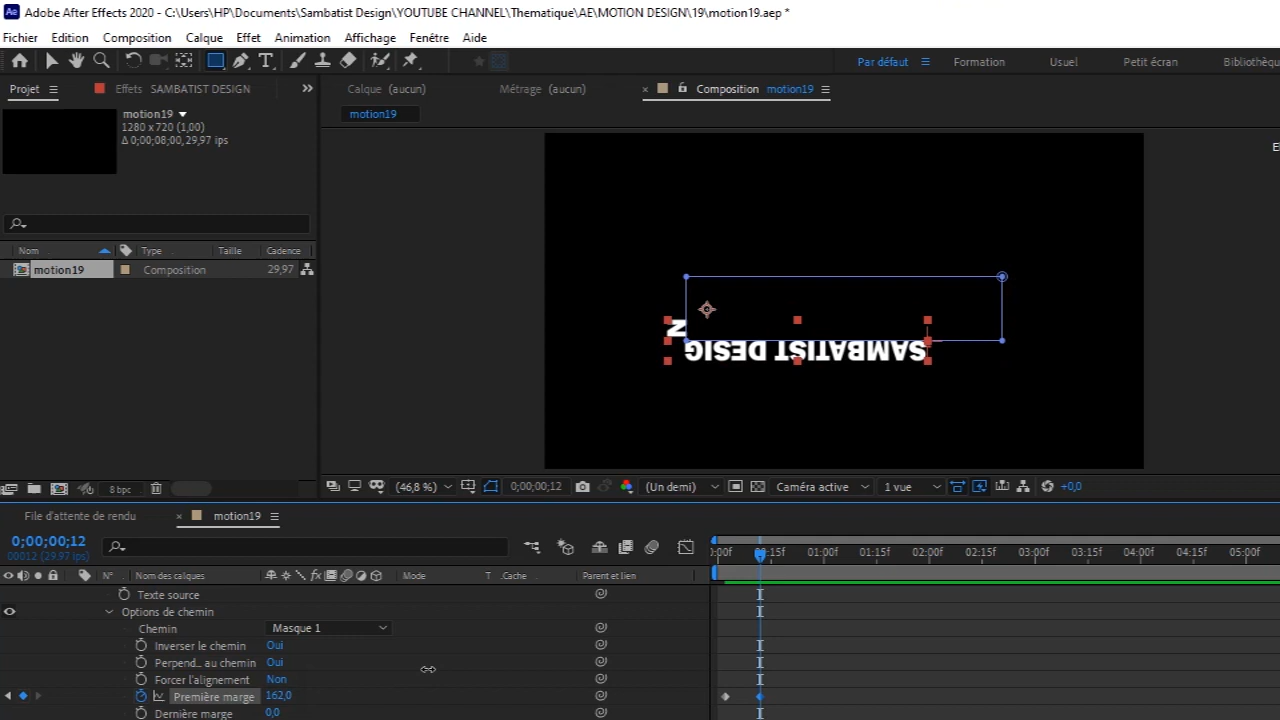 Adobe After Effects 2020 - C:\Users\HP\Documents\Sambatist Design\YOUTUBE CHANNEL\Thematique\AE\MOTION DESIGN\19\motion19.aep *
Fichier Edition Composition Calque Effet Animation Affichage Fenêtre Aide
Par défaut Formation Usuel Petit écran Bibliothèqu
Projet Effets SAMBATIST DESIGN Calque (aucun) Métrage (aucun) Composition motion19
motion19
motion19
1280 x 720 (1,00)
Δ 0;00;08;00, 29,97 ips
E
Nom Type Taille Cadence
motion19 Composition 29,97
SAMBATIST DESIGN
8 bpc (46,8 %) 0;00;00;12 (Un demi) Caméra active 1 vue +0,0
File d'attente de rendu motion19
0;00;00;12
00012 (29.97 ips)
0:00f 00:15f 01:00f 01:15f 02:00f 02:15f 03:00f 03:15f 04:00f 04:15f 05:00f
N° Nom des calques Mode T .Cache Parent et lien
Texte source
Options de chemin
Chemin Masque 1
Inverser le chemin Oui
Perpend... au chemin Oui
Forcer l'alignement Non
Première marge 162,0
Dernière marge 0,0